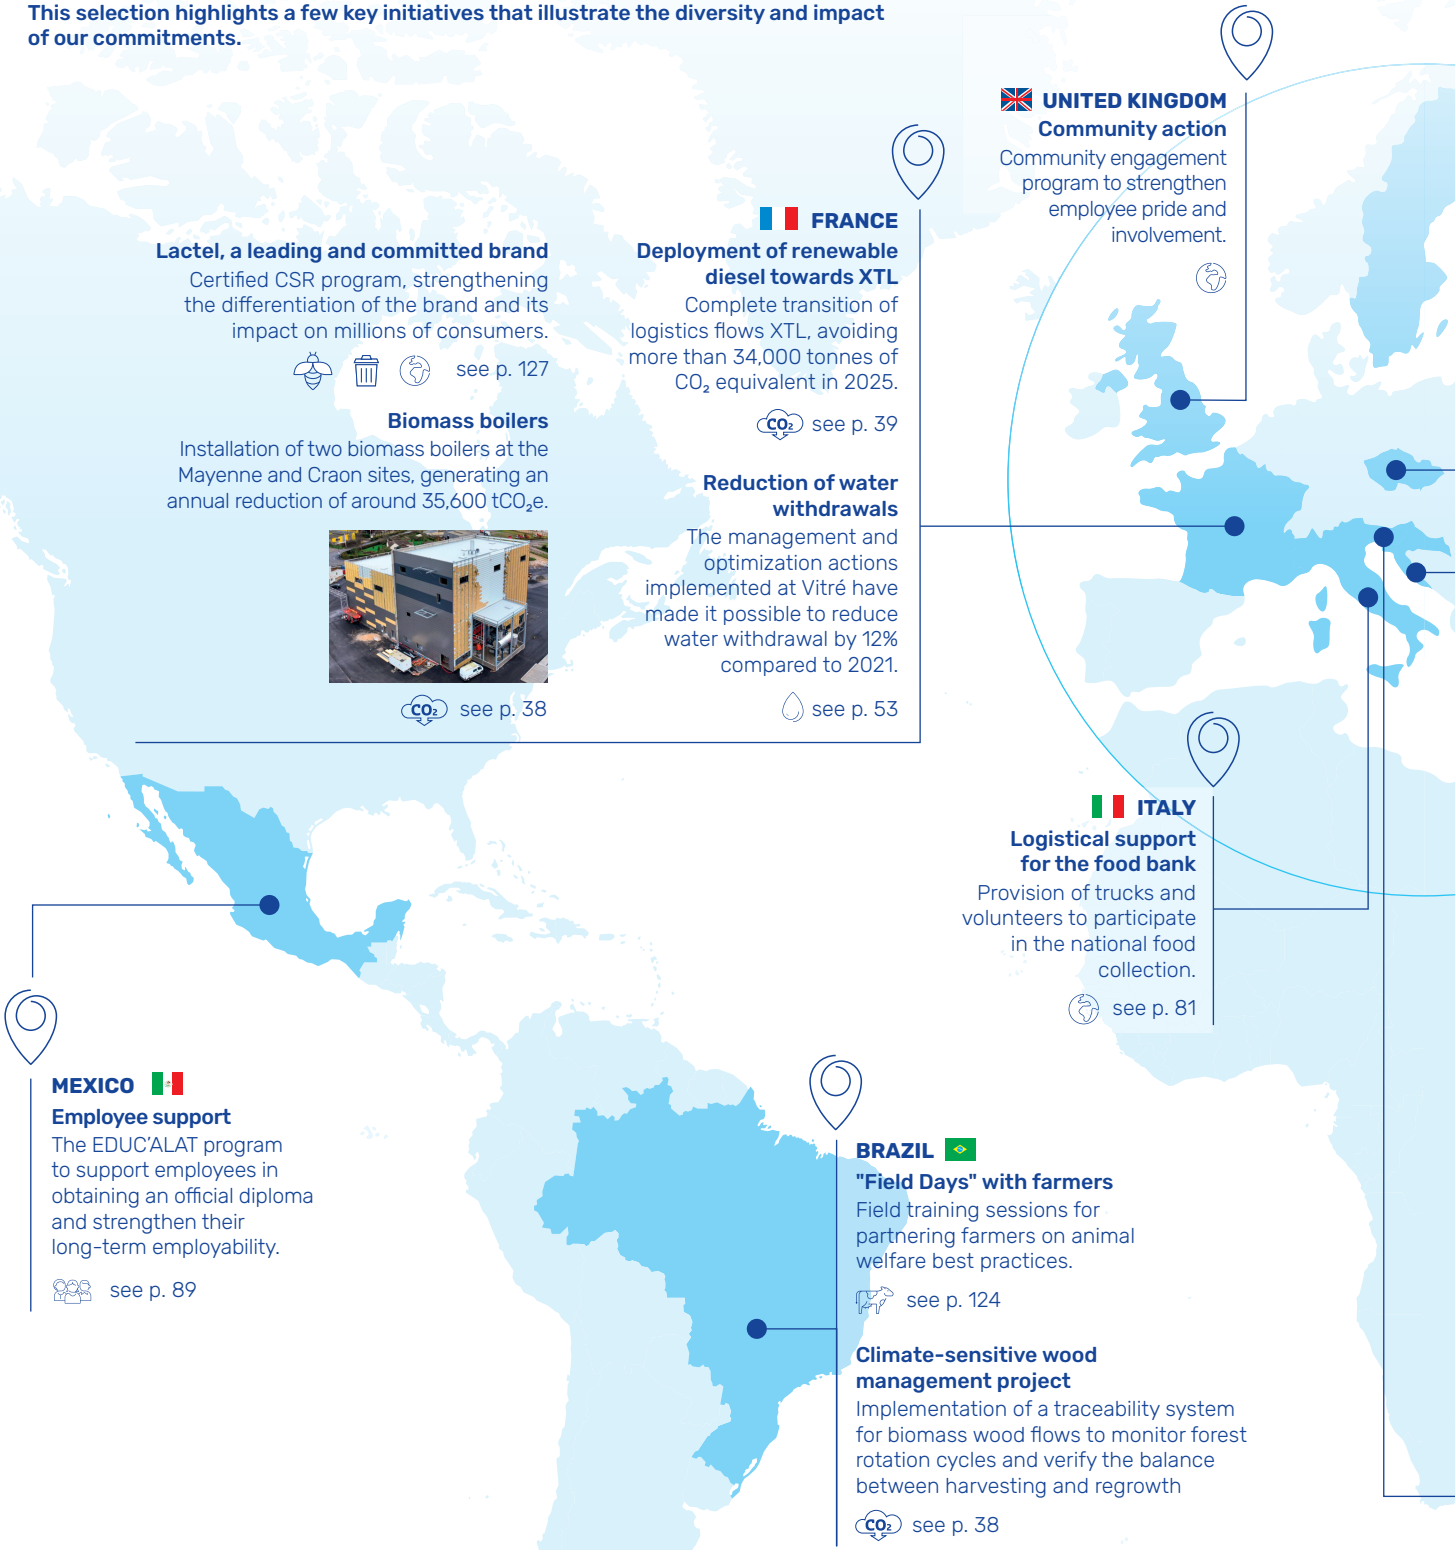 This selection highlights a few key initiatives that illustrate the diversity and impact
of our commitments.
UNITED KINGDOM
Community action
Community engagement
program to strengthen
employee pride and
involvement.
FRANCE
Lactel, a leading and committed brand
Certified CSR program, strengthening
the differentiation of the brand and its
impact on millions of consumers.
see p. 127
Biomass boilers
Installation of two biomass boilers at the
Mayenne and Craon sites, generating an
annual reduction of around 35,600 tCO₂e.
CO₂ see p. 38
Deployment of renewable
diesel towards XTL
Complete transition of
logistics flows XTL, avoiding
more than 34,000 tonnes of
CO₂ equivalent in 2025.
CO₂ see p. 39
Reduction of water
withdrawals
The management and
optimization actions
implemented at Vitré have
made it possible to reduce
water withdrawal by 12%
compared to 2021.
see p. 53
ITALY
Logistical support
for the food bank
Provision of trucks and
volunteers to participate
in the national food
collection.
see p. 81
MEXICO
Employee support
The EDUC'ALAT program
to support employees in
obtaining an official diploma
and strengthen their
long-term employability.
see p. 89
BRAZIL
"Field Days" with farmers
Field training sessions for
partnering farmers on animal
welfare best practices.
see p. 124
Climate-sensitive wood
management project
Implementation of a traceability system
for biomass wood flows to monitor forest
rotation cycles and verify the balance
between harvesting and regrowth
CO₂ see p. 38